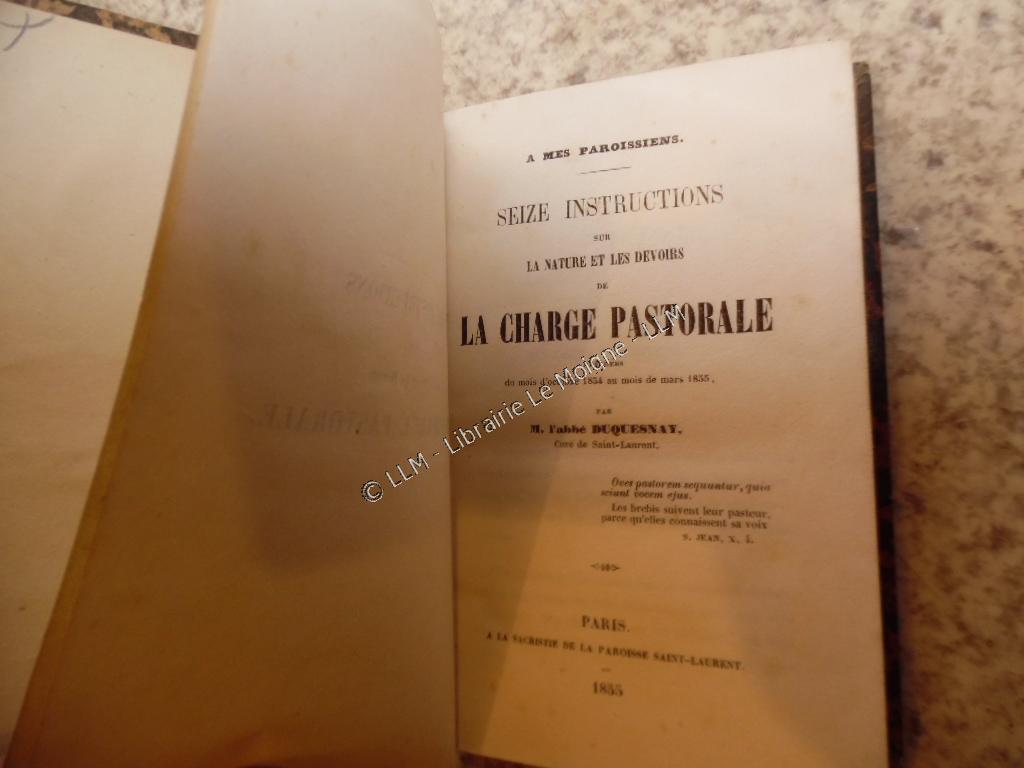 A MES PAROISSIENS.
SEIZE INSTRUCTIONS
SUR
LA NATURE ET LES DEVOIRS
DE
LA CHARGE PASTORALE
du mois d'octobre 1854 au mois de mars 1855,
PAR
M. l'abbé DUQUESNAY,
Curé de Saint-Laurent.
Oves pastorem sequuntur, quia
sciunt vocem ejus.
Les brebis suivent leur pasteur,
parce qu'elles connaissent sa voix
S. JEAN, X, 4.
PARIS.
A LA SACRISTIE DE LA PAROISSE SAINT-LAURENT.
1855
© LLM - Librairie Le Moigne - LLM